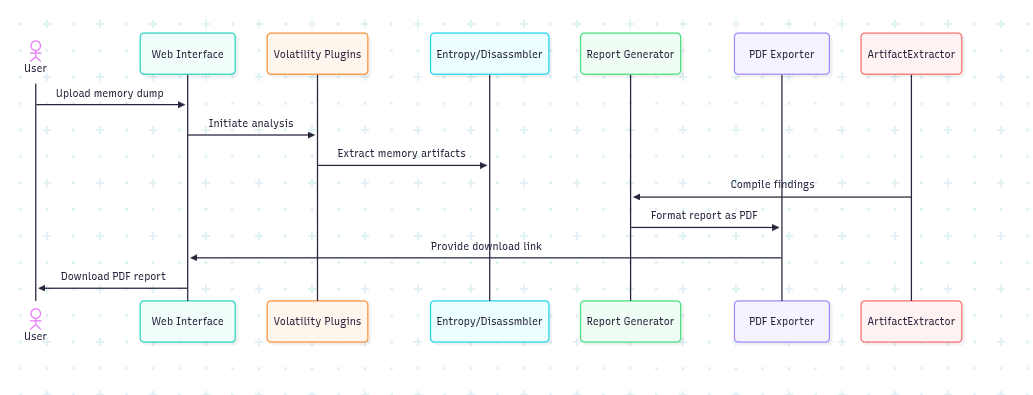 User
Web Interface
Volatility Plugins
Entropy/Disassmbler
Report Generator
PDF Exporter
ArtifactExtractor
Upload memory dump
Initiate analysis
Extract memory artifacts
Compile findings
Format report as PDF
Provide download link
Download PDF report
User
Web Interface
Volatility Plugins
Entropy/Disassmbler
Report Generator
PDF Exporter
ArtifactExtractor